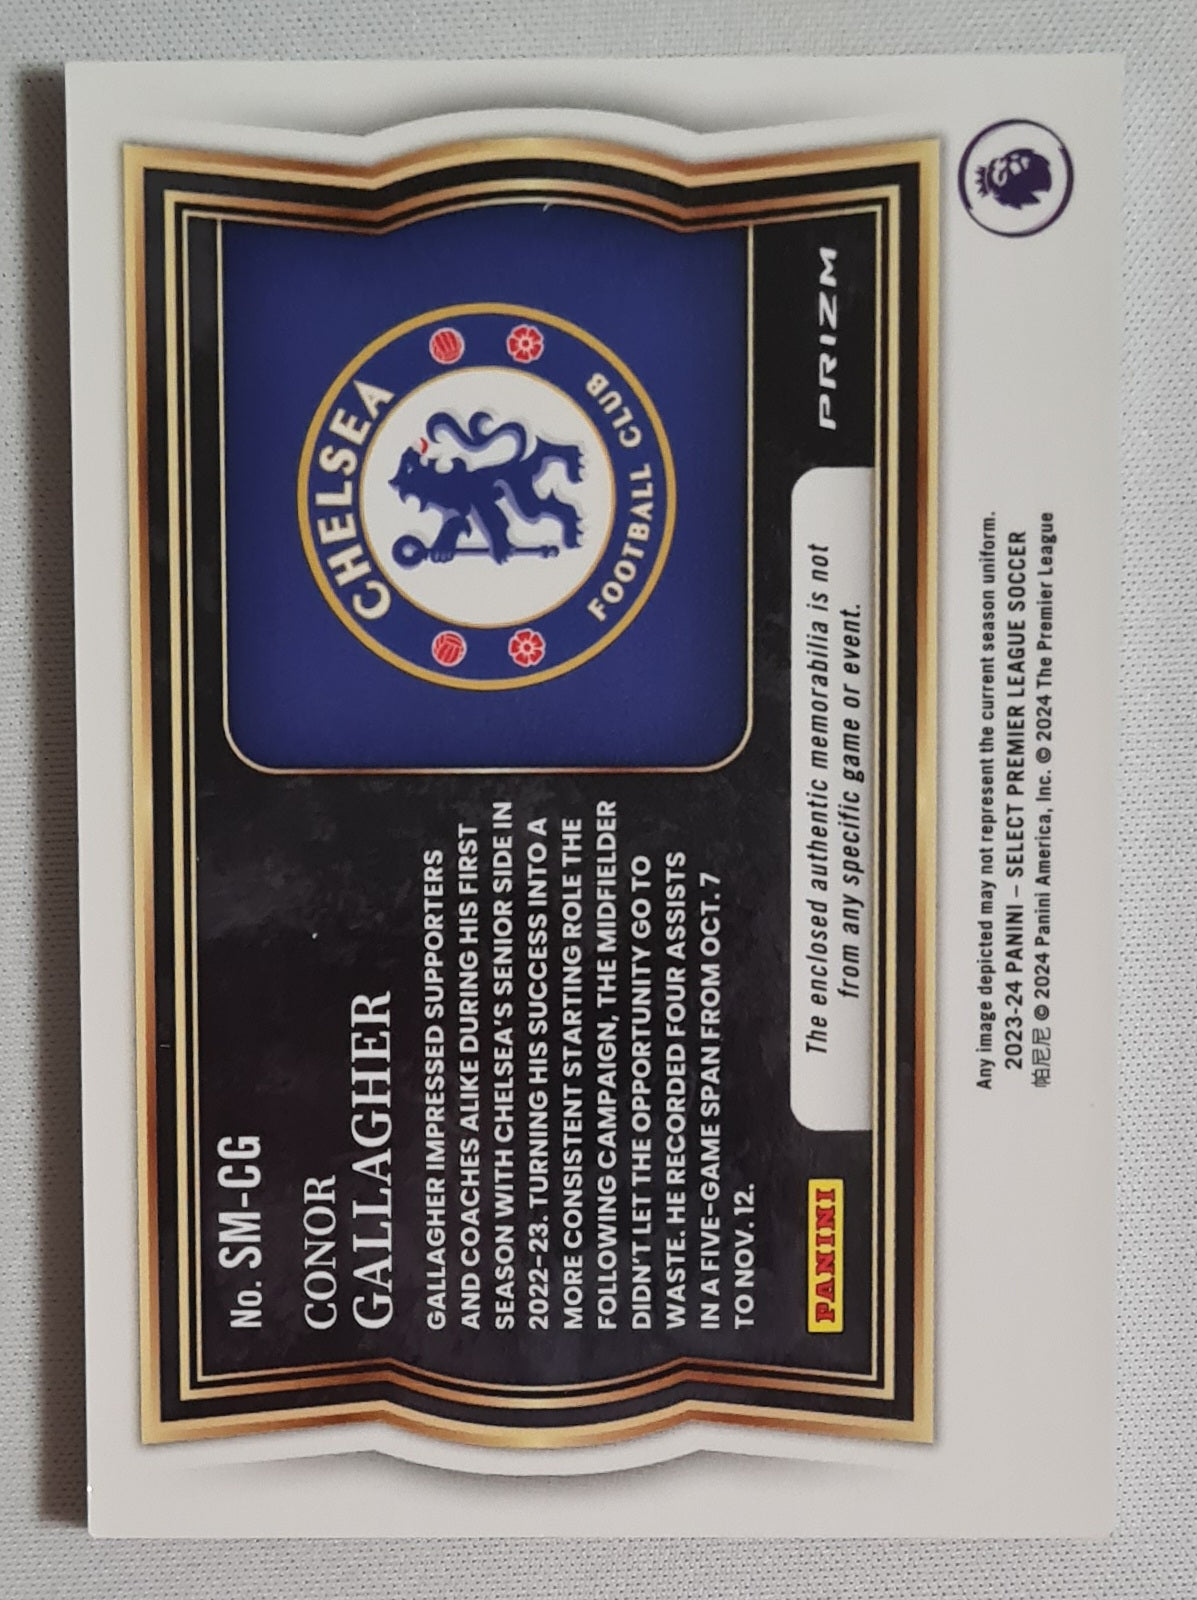 No. SM-CG
CONOR
GALLAGHER
GALLAGHER IMPRESSED SUPPORTERS
AND COACHES ALIKE DURING HIS FIRST
SEASON WITH CHELSEA'S SENIOR SIDE IN
2022-23. TURNING HIS SUCCESS INTO A
MORE CONSISTENT STARTING ROLE THE
FOLLOWING CAMPAIGN, THE MIDFIELDER
DIDN'T LET THE OPPORTUNITY GO TO
WASTE. HE RECORDED FOUR ASSISTS
IN A FIVE-GAME SPAN FROM OCT. 7
TO NOV. 12.
CHELSEA
FOOTBALL CLUB
PANINI
The enclosed authentic memorabilia is not
from any specific game or event.
PRIZM
Any image depicted may not represent the current season uniform.
2023-24 PANINI – SELECT PREMIER LEAGUE SOCCER
帕尼尼 © 2024 Panini America, Inc. © 2024 The Premier League